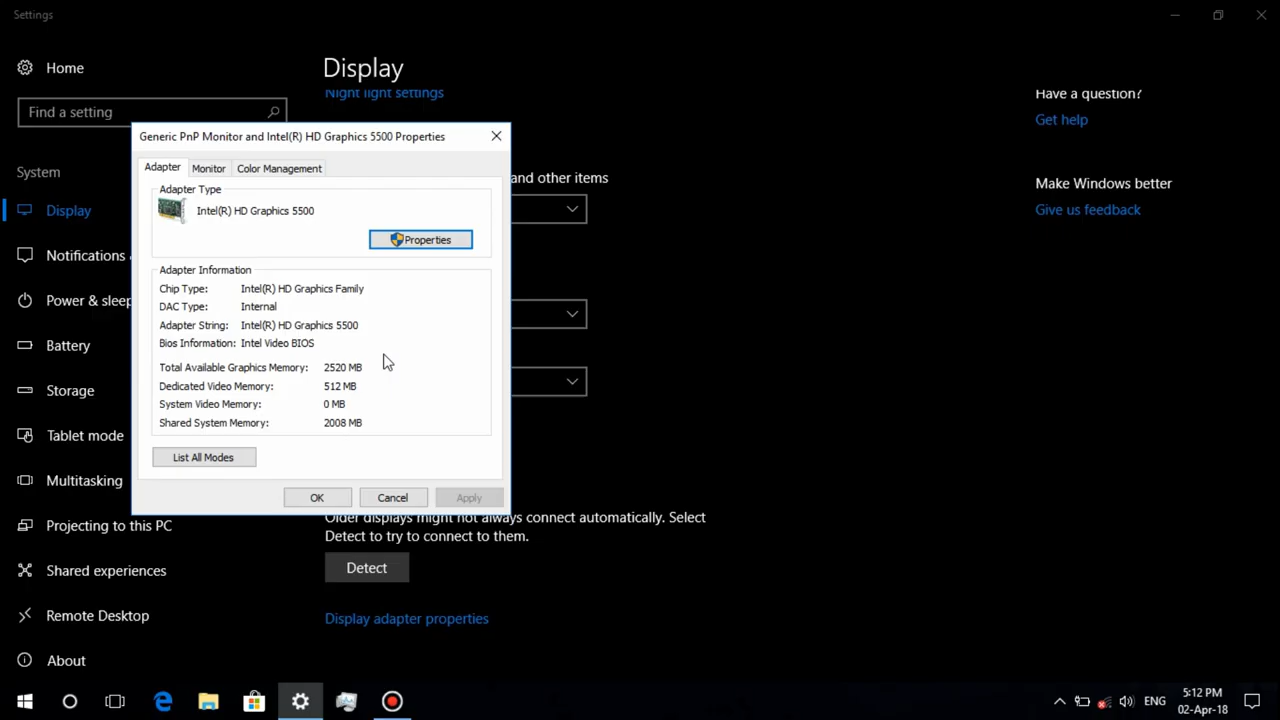 Settings
Home
Find a setting
System
Display
Notifications
Power & sleep
Battery
Storage
Tablet mode
Multitasking
Projecting to this PC
Shared experiences
Remote Desktop
About
Display
Night light settings
and other items
Generic PnP Monitor and Intel(R) HD Graphics 5500 Properties
Adapter Monitor Color Management
Adapter Type
Intel(R) HD Graphics 5500
Properties
Adapter Information
Chip Type: Intel(R) HD Graphics Family
DAC Type: Internal
Adapter String: Intel(R) HD Graphics 5500
Bios Information: Intel Video BIOS
Total Available Graphics Memory: 2520 MB
Dedicated Video Memory: 512 MB
System Video Memory: 0 MB
Shared System Memory: 2008 MB
List All Modes
OK Cancel Apply
Older displays might not always connect automatically. Select
Detect to try to connect to them.
Detect
Display adapter properties
Have a question?
Get help
Make Windows better
Give us feedback
ENG
5:12 PM
02-Apr-18